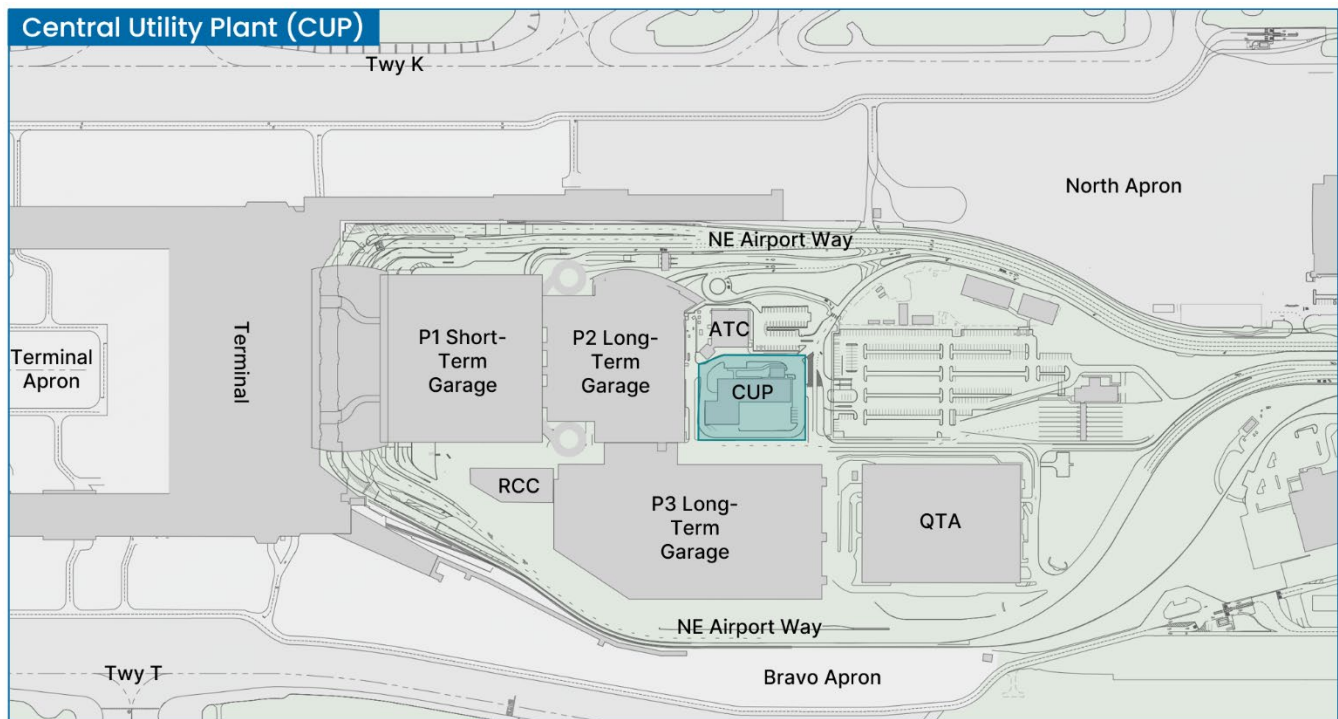 Central Utility Plant (CUP)
Twy K
North Apron
NE Airport Way
Terminal
Apron
Terminal
P1 Short-
Term
Garage
P2 Long-
Term
Garage
ATC
CUP
RCC
P3 Long-
Term
Garage
QTA
NE Airport Way
Twy T
Bravo Apron